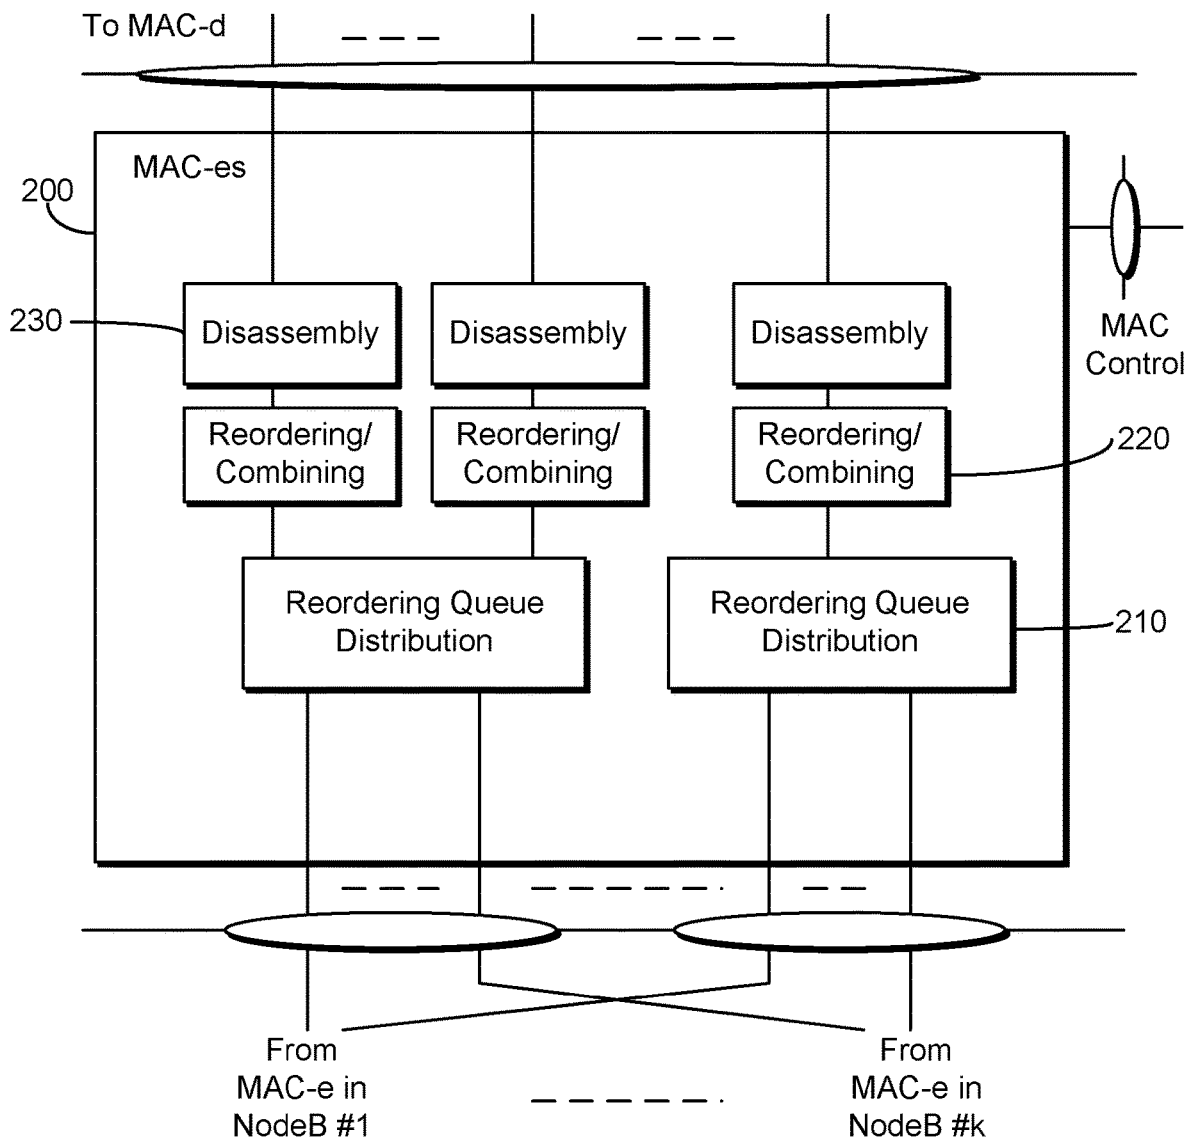 To MAC-d
MAC-es
200
MAC
Control
230
Disassembly
Disassembly
Disassembly
Reordering/
Combining
Reordering/
Combining
Reordering/
Combining
220
Reordering Queue
Distribution
Reordering Queue
Distribution
210
From
MAC-e in
NodeB #1
From
MAC-e in
NodeB #k